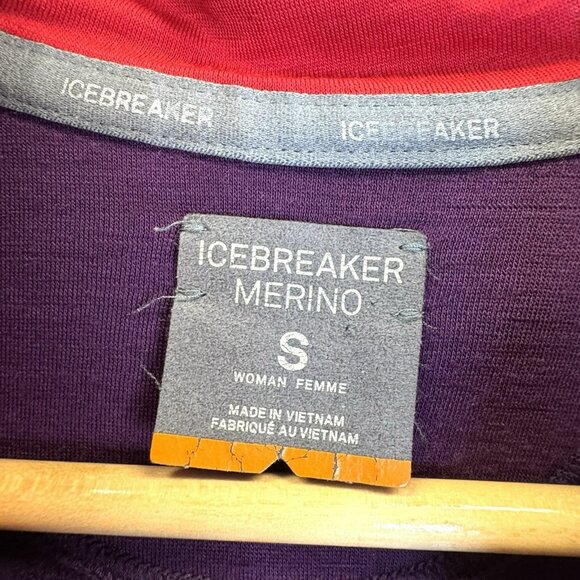 ICEBREAKER ICEBREAKER
ICEBREAKER
MERINO
S
WOMAN FEMME
MADE IN VIETNAM
FABRIQUÉ AU VIETNAM